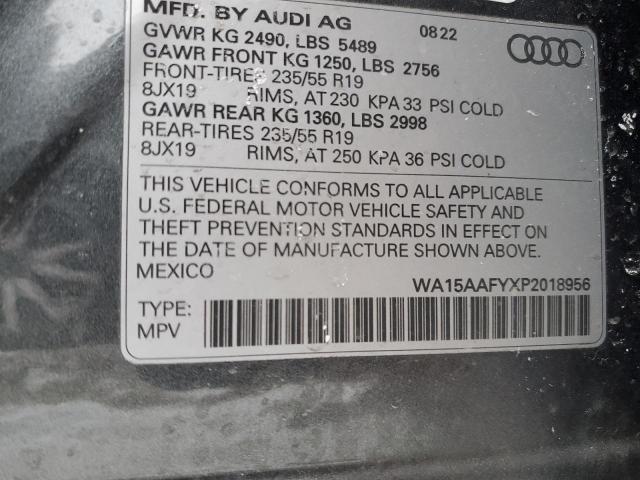 MFD. BY AUDI AG 0822
GVWR KG 2490, LBS 5489
GAWR FRONT KG 1250, LBS 2756
FRONT-TIRES 235/55 R19
8JX19 RIMS, AT 230 KPA 33 PSI COLD
GAWR REAR KG 1360, LBS 2998
REAR-TIRES 235/55 R19
8JX19 RIMS, AT 250 KPA 36 PSI COLD
THIS VEHICLE CONFORMS TO ALL APPLICABLE
U.S. FEDERAL MOTOR VEHICLE SAFETY AND
THEFT PREVENTION STANDARDS IN EFFECT ON
THE DATE OF MANUFACTURE SHOWN ABOVE.
MEXICO WA15AAFYXP2018956
TYPE:
MPV